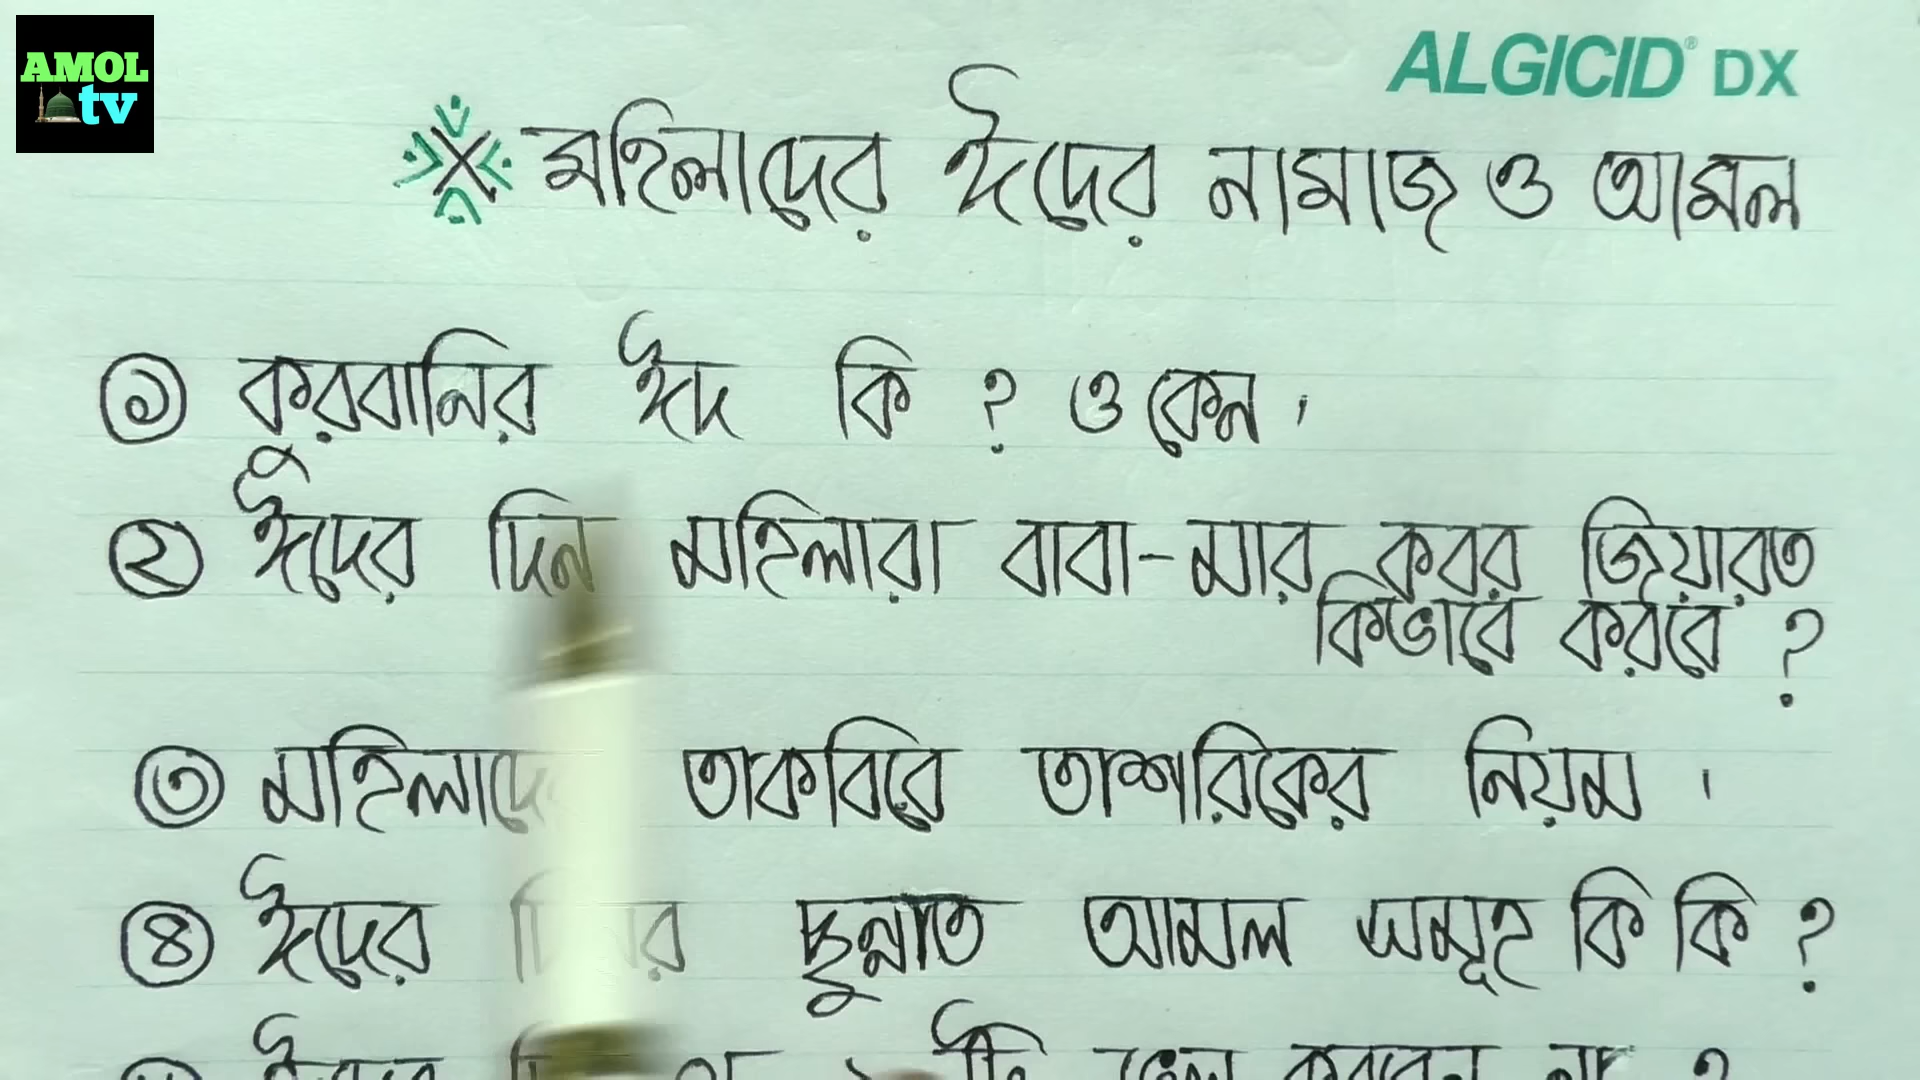 AMOL
tv
ALGICID® DX
※ মহিলাদের ঈদের নামাজ ও আমল
১ কুরবানির ঈদ কি ? ও কেন ।
২ ঈদের দিন মহিলারা বাবা-মার কবর জিয়ারত
কিভাবে করবে ?
৩ তাকবিরে তাশরিকের নিয়ম ।
৪ ঈদের ছুন্নাত আমল সমূহ কি কি ?